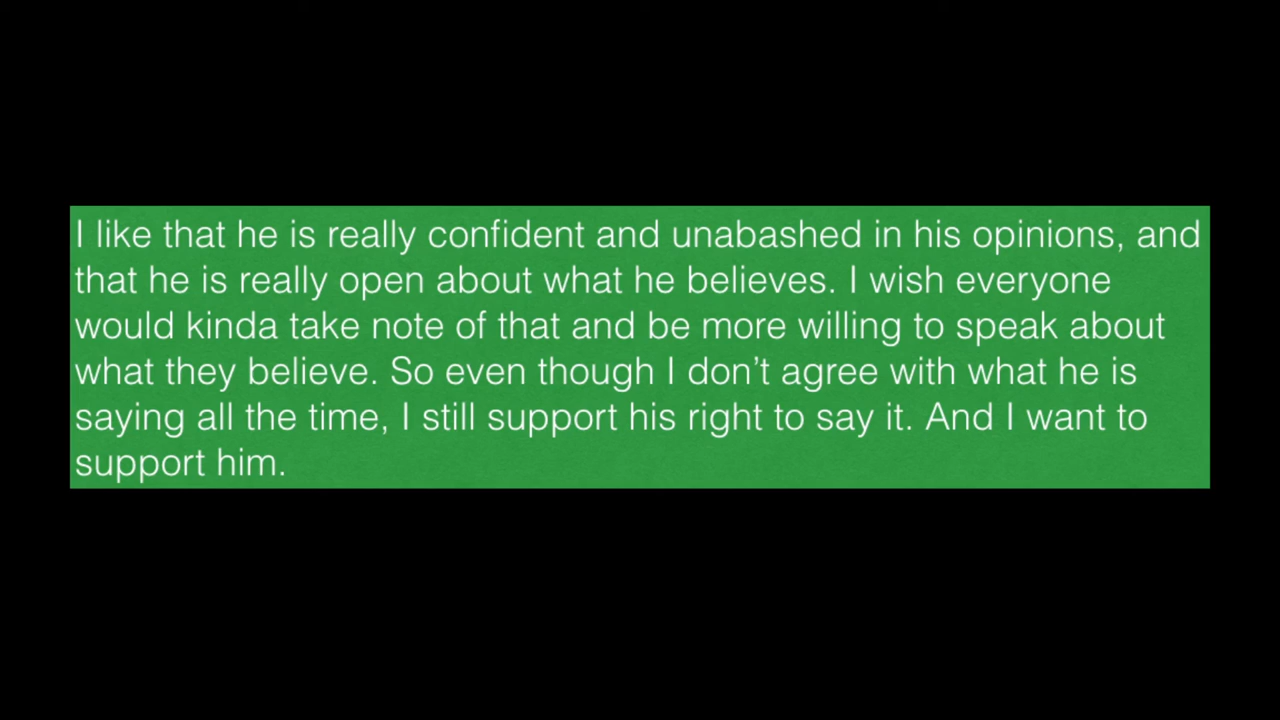 I like that he is really confident and unabashed in his opinions, and
that he is really open about what he believes. I wish everyone
would kinda take note of that and be more willing to speak about
what they believe. So even though I don’t agree with what he is
saying all the time, I still support his right to say it. And I want to
support him.